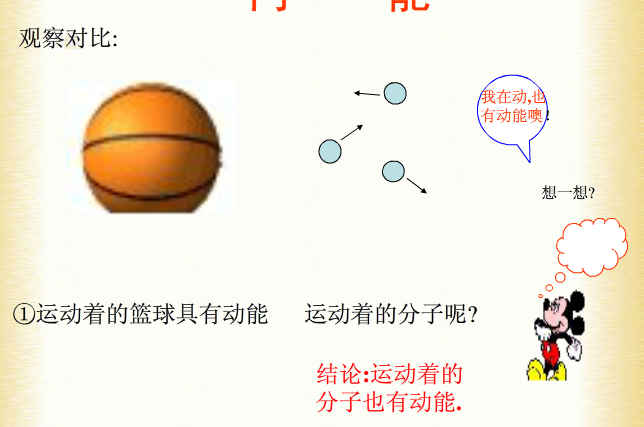 内 能
观察对比:
我在动,也
有动能噢!
想一想?
①运动着的篮球具有动能
运动着的分子呢?
结论:运动着的
分子也有动能.